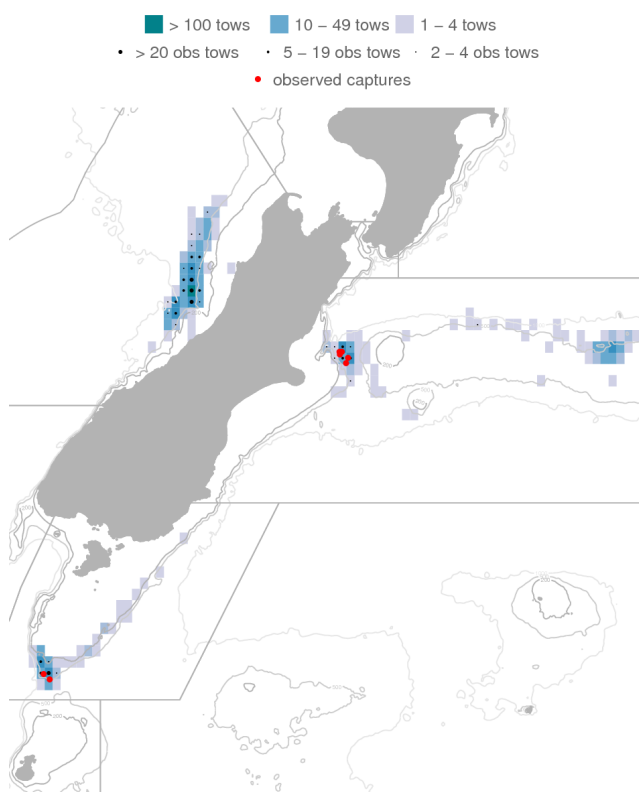 > 100 tows 10 − 49 tows 1 − 4 tows
> 20 obs tows 5 − 19 obs tows 2 − 4 obs tows
observed captures